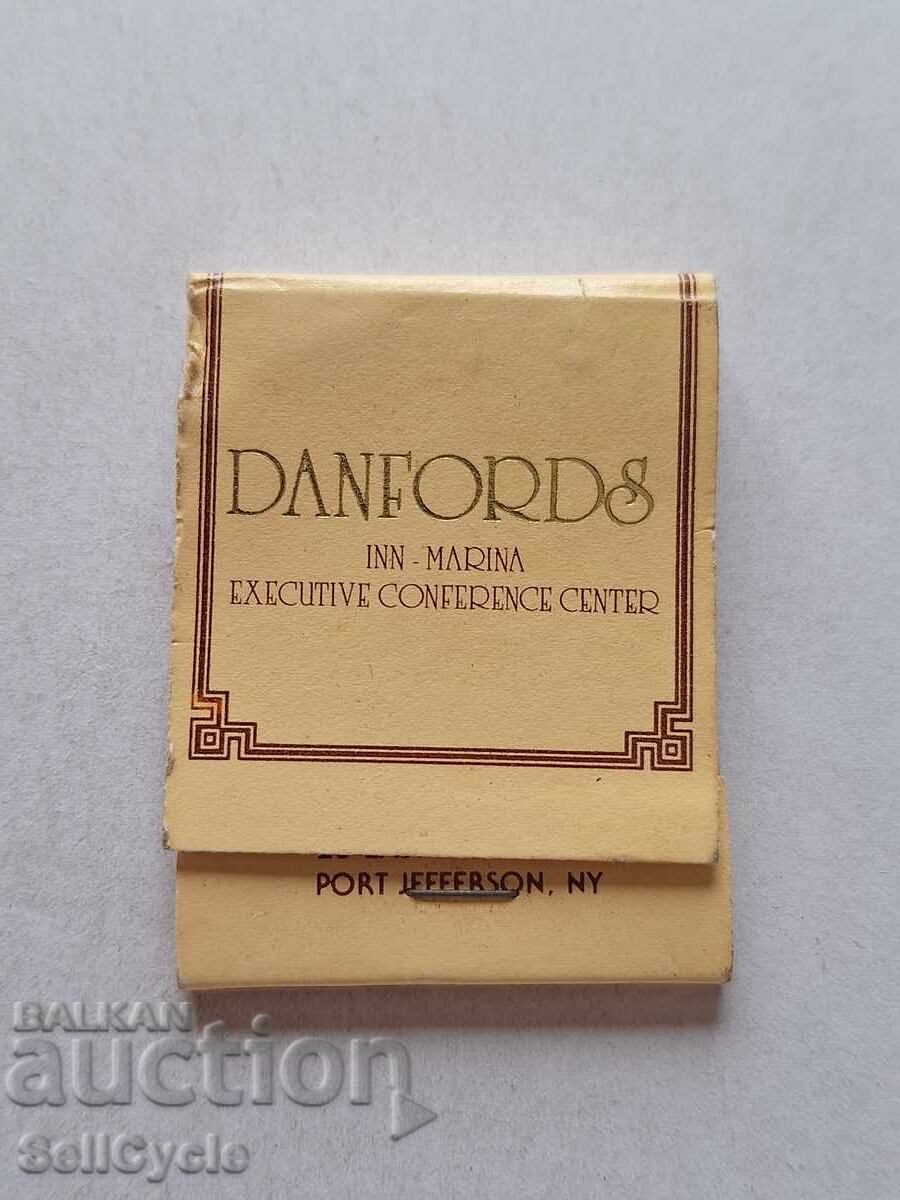 DANFORDS
INN - MARINA
EXECUTIVE CONFERENCE CENTER
PORT JEFFERSON, NY
BALKAN
auction
SellCycle